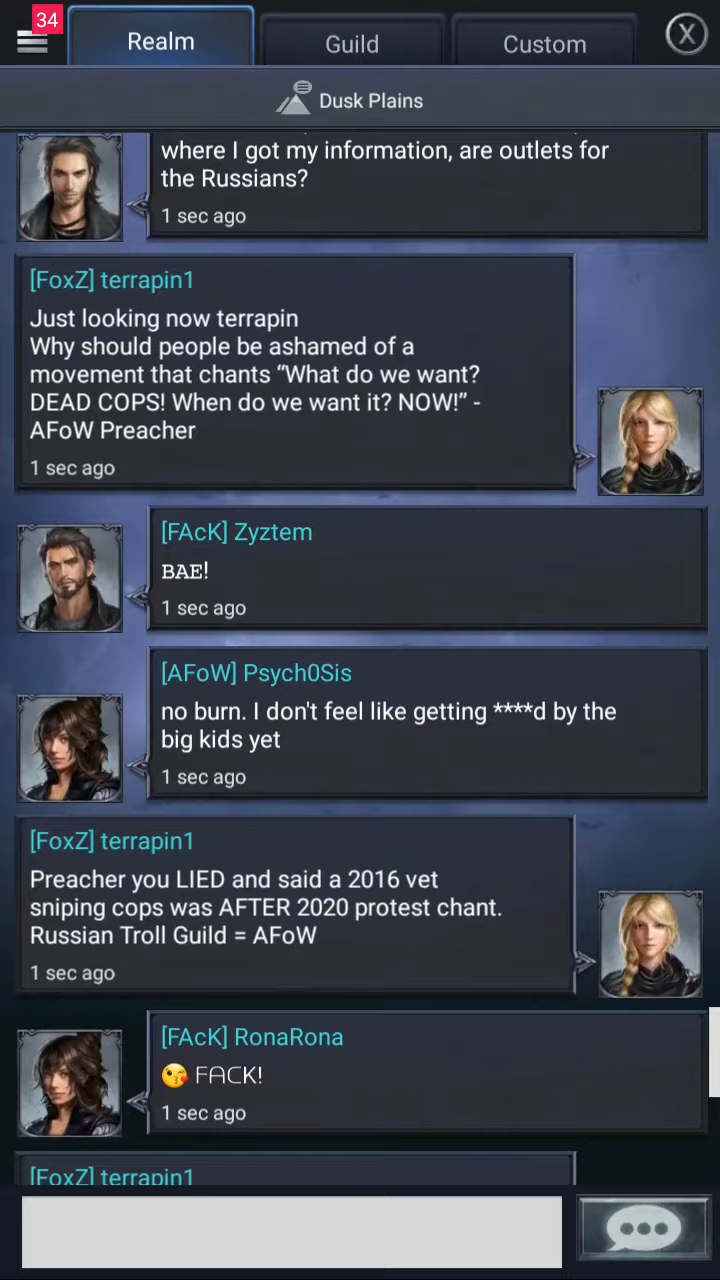 34
Realm
Guild
Custom
X
Dusk Plains
where I got my information, are outlets for
the Russians?
1 sec ago
[FoxZ] terrapin1
Just looking now terrapin
Why should people be ashamed of a
movement that chants “What do we want?
DEAD COPS! When do we want it? NOW!” -
AFoW Preacher
1 sec ago
[FAcK] Zyztem
BAE!
1 sec ago
[AFoW] Psych0Sis
no burn. I don't feel like getting ****d by the
big kids yet
1 sec ago
[FoxZ] terrapin1
Preacher you LIED and said a 2016 vet
sniping cops was AFTER 2020 protest chant.
Russian Troll Guild = AFoW
1 sec ago
[FAcK] RonaRona
😘 FACK!
1 sec ago
[FoxZ] terrapin1